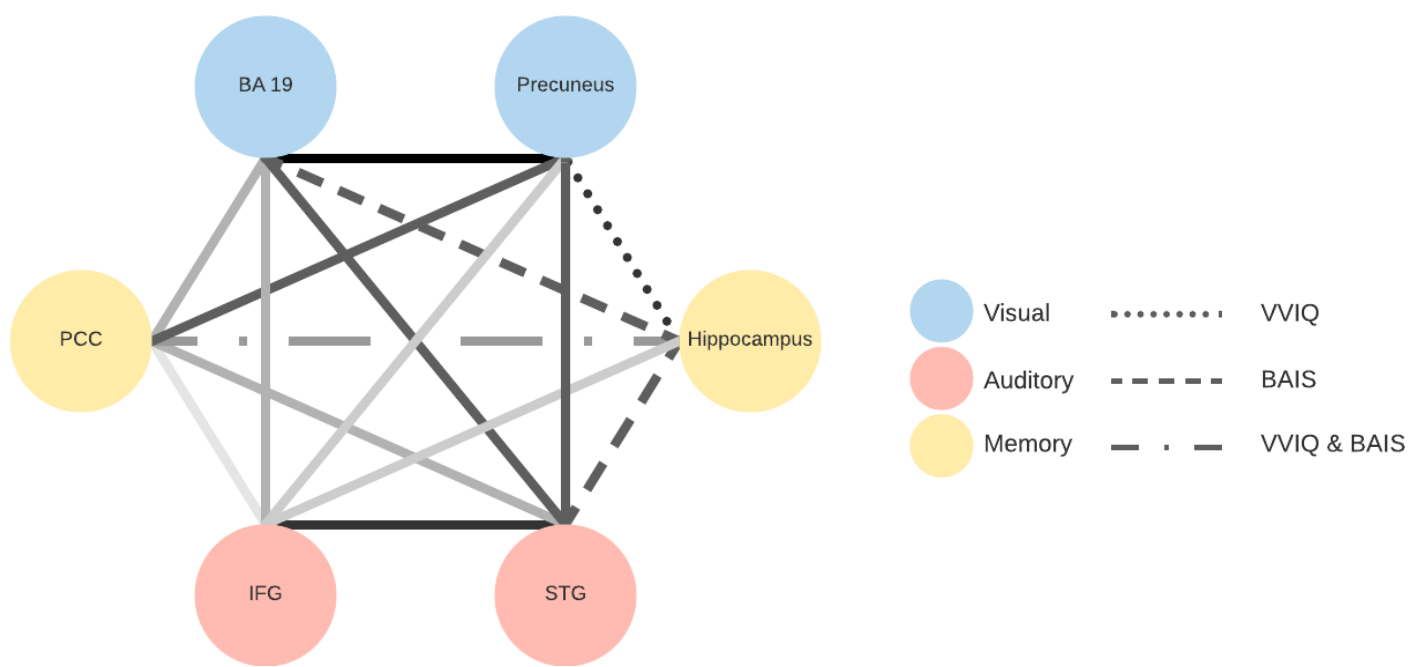 BA 19
Precuneus
PCC
Hippocampus
IFG
STG
Visual
VVIQ
Auditory
BAIS
Memory
VVIQ & BAIS